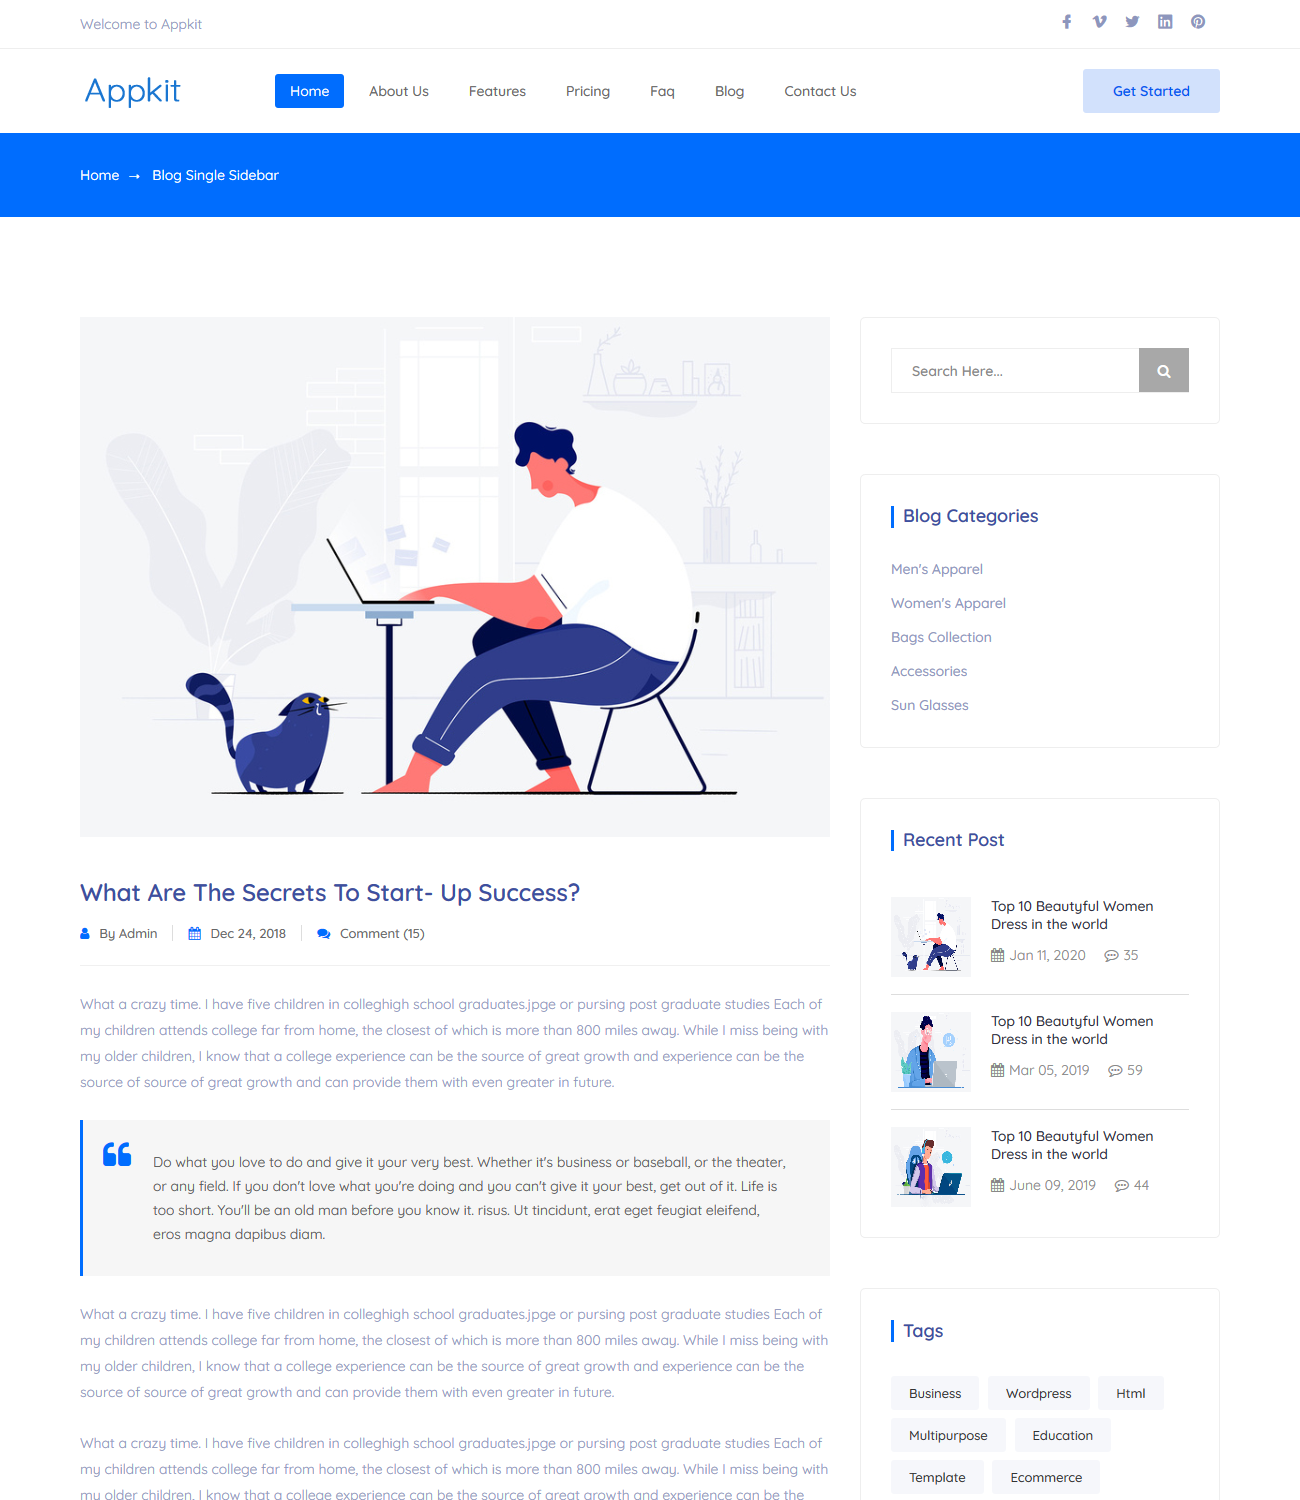 Welcome to Appkit
Appkit
Home
About Us
Features
Pricing
Faq
Blog
Contact Us
Get Started
Home → Blog Single Sidebar
What Are The Secrets To Start- Up Success?
By Admin
Dec 24, 2018
Comment (15)
What a crazy time. I have five children in colleghigh school graduates.jpge or pursing post graduate studies Each of
my children attends college far from home, the closest of which is more than 800 miles away. While I miss being with
my older children, I know that a college experience can be the source of great growth and experience can be the
source of source of great growth and can provide them with even greater in future.
Do what you love to do and give it your very best. Whether it's business or baseball, or the theater,
or any field. If you don't love what you're doing and you can't give it your best, get out of it. Life is
too short. You'll be an old man before you know it. risus. Ut tincidunt, erat eget feugiat eleifend,
eros magna dapibus diam.
What a crazy time. I have five children in colleghigh school graduates.jpge or pursing post graduate studies Each of
my children attends college far from home, the closest of which is more than 800 miles away. While I miss being with
my older children, I know that a college experience can be the source of great growth and experience can be the
source of source of great growth and can provide them with even greater in future.
What a crazy time. I have five children in colleghigh school graduates.jpge or pursing post graduate studies Each of
my children attends college far from home, the closest of which is more than 800 miles away. While I miss being with
my older children, I know that a college experience can be the source of great growth and experience can be the
Search Here...
Blog Categories
Men's Apparel
Women's Apparel
Bags Collection
Accessories
Sun Glasses
Recent Post
Top 10 Beautyful Women
Dress in the world
Jan 11, 2020
35
Top 10 Beautyful Women
Dress in the world
Mar 05, 2019
59
Top 10 Beautyful Women
Dress in the world
June 09, 2019
44
Tags
Business
Wordpress
Html
Multipurpose
Education
Template
Ecommerce